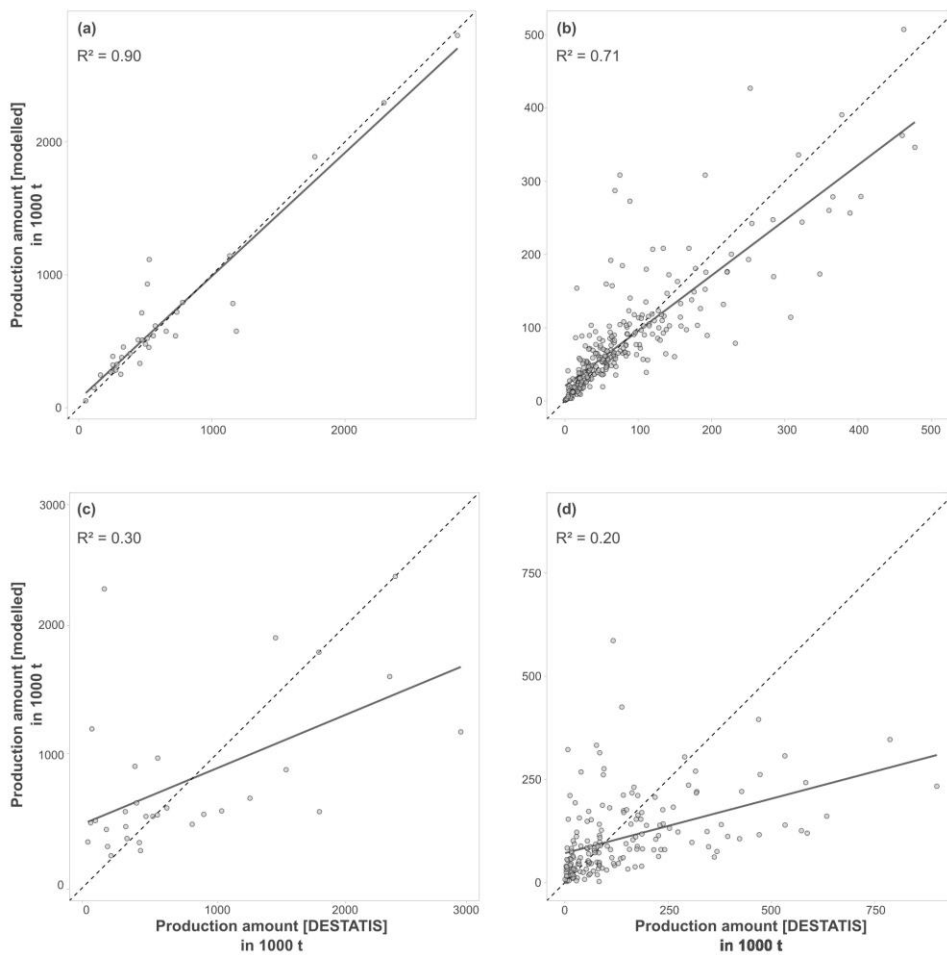 (a)
R² = 0.90
Production amount [modelled]
in 1000 t
2000
1000
0
0
1000
2000
(b)
R² = 0.71
500
400
300
200
100
0
0
100
200
300
400
500
(c)
R² = 0.30
Production amount [modelled]
in 1000 t
3000
2000
1000
0
0
1000
2000
3000
Production amount [DESTATIS]
in 1000 t
(d)
R² = 0.20
750
500
250
0
0
250
500
750
Production amount [DESTATIS]
in 1000 t